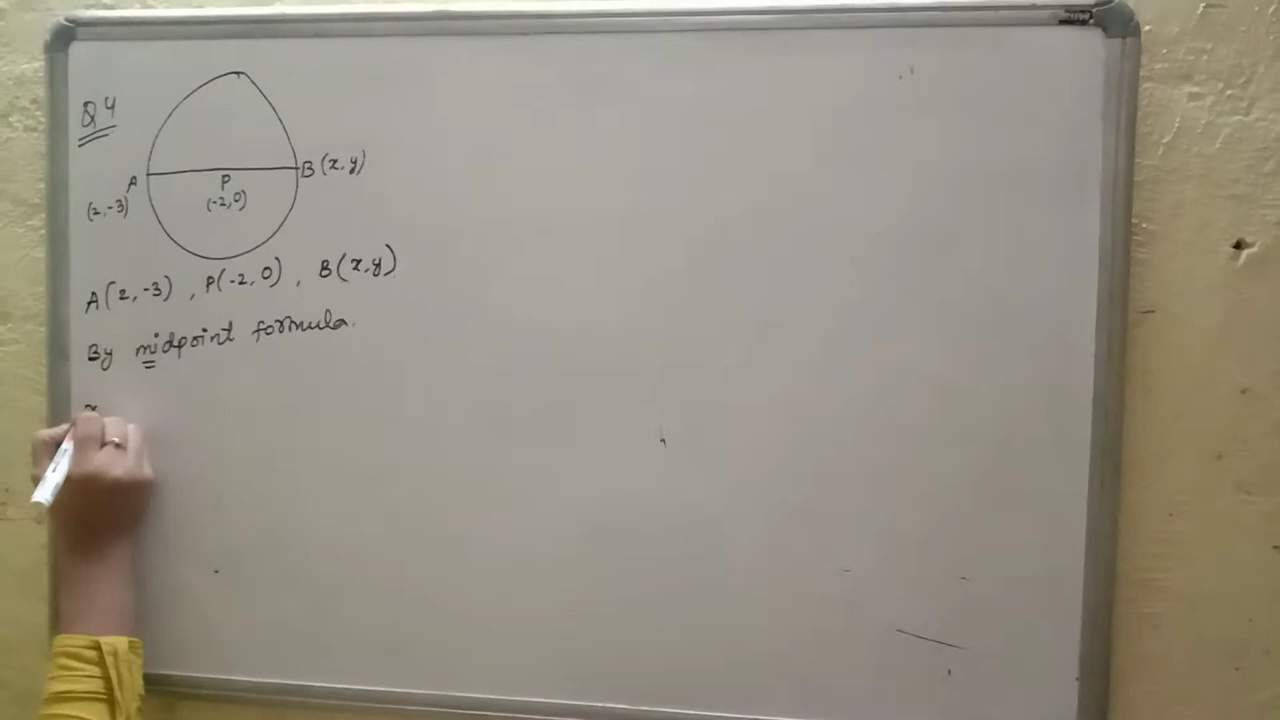 Q4
A
B(x,y)
P
(2,-3)
(-2,0)
A(2,-3) , P(-2,0) , B(x,y)
By midpoint formula.
x